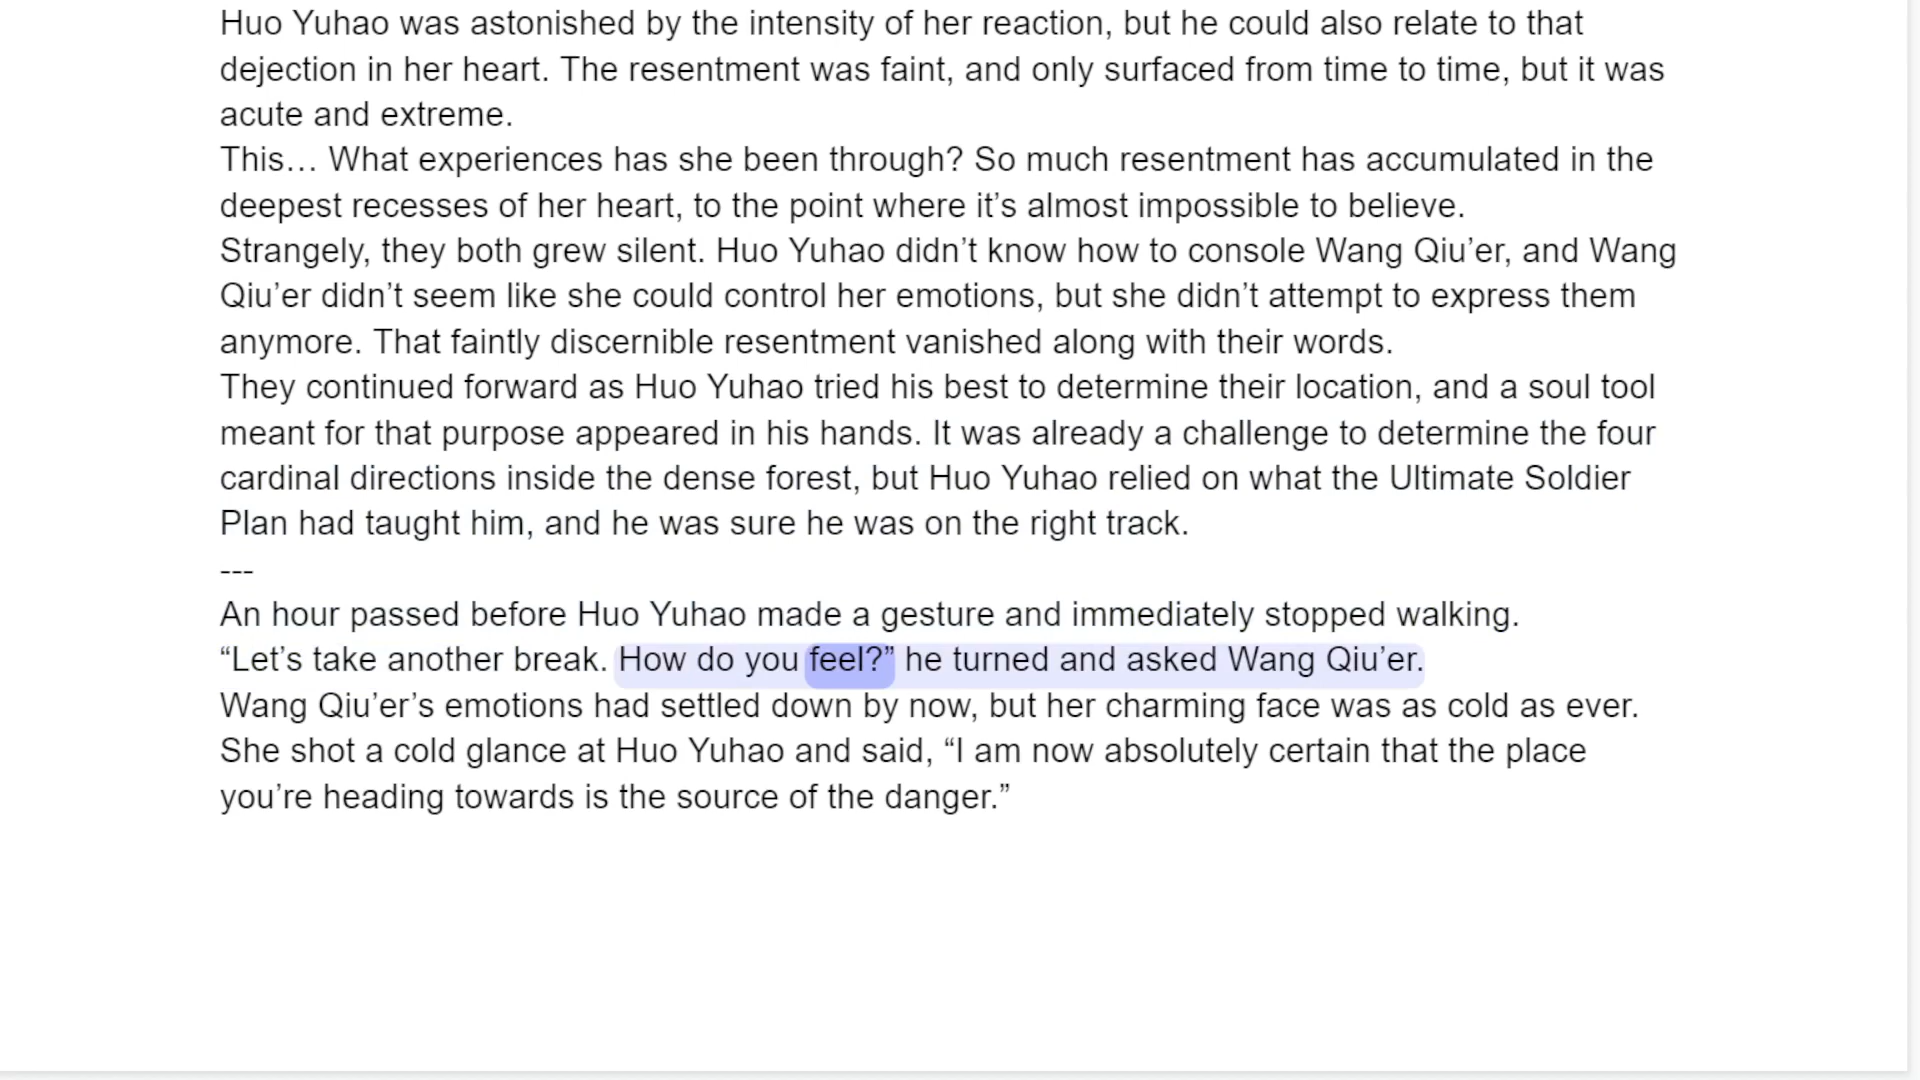 Huo Yuhao was astonished by the intensity of her reaction, but he could also relate to that
dejection in her heart. The resentment was faint, and only surfaced from time to time, but it was
acute and extreme.
This… What experiences has she been through? So much resentment has accumulated in the
deepest recesses of her heart, to the point where it’s almost impossible to believe.
Strangely, they both grew silent. Huo Yuhao didn’t know how to console Wang Qiu’er, and Wang
Qiu’er didn’t seem like she could control her emotions, but she didn’t attempt to express them
anymore. That faintly discernible resentment vanished along with their words.
They continued forward as Huo Yuhao tried his best to determine their location, and a soul tool
meant for that purpose appeared in his hands. It was already a challenge to determine the four
cardinal directions inside the dense forest, but Huo Yuhao relied on what the Ultimate Soldier
Plan had taught him, and he was sure he was on the right track.
---
An hour passed before Huo Yuhao made a gesture and immediately stopped walking.
“Let’s take another break. How do you feel?” he turned and asked Wang Qiu’er.
Wang Qiu’er’s emotions had settled down by now, but her charming face was as cold as ever.
She shot a cold glance at Huo Yuhao and said, “I am now absolutely certain that the place
you’re heading towards is the source of the danger.”